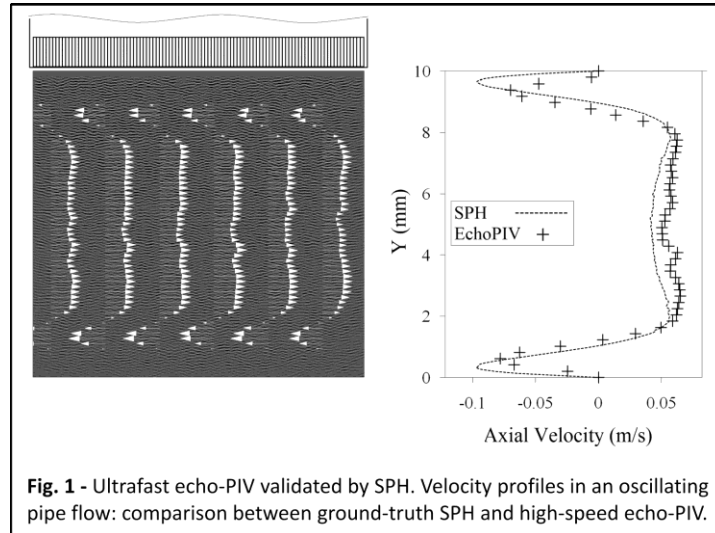 10
8
6
4
2
0
Y (mm)
SPH
EchoPIV
-0.1
-0.05
0
0.05
Axial Velocity (m/s)
Fig. 1 - Ultrafast echo-PIV validated by SPH. Velocity profiles in an oscillating
pipe flow: comparison between ground-truth SPH and high-speed echo-PIV.